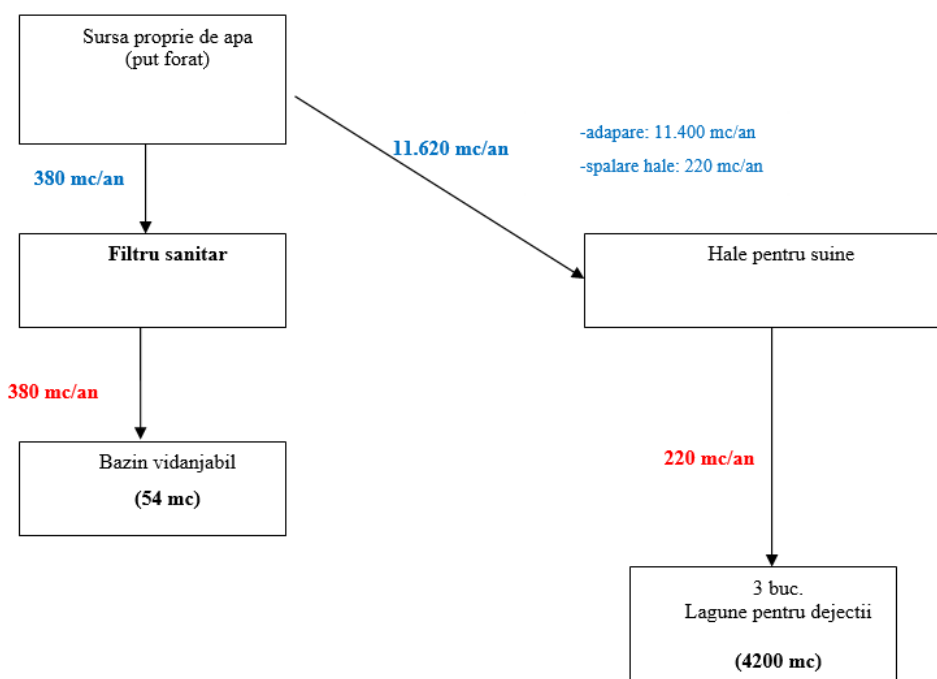 Sursa proprie de apa
(put forat)
11.620 mc/an
-adapare: 11.400 mc/an
-spalare hale: 220 mc/an
380 mc/an
Filtru sanitar
Hale pentru suine
380 mc/an
220 mc/an
Bazin vidanjabil
(54 mc)
3 buc.
Lagune pentru dejectii
(4200 mc)